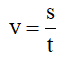 v = s/t